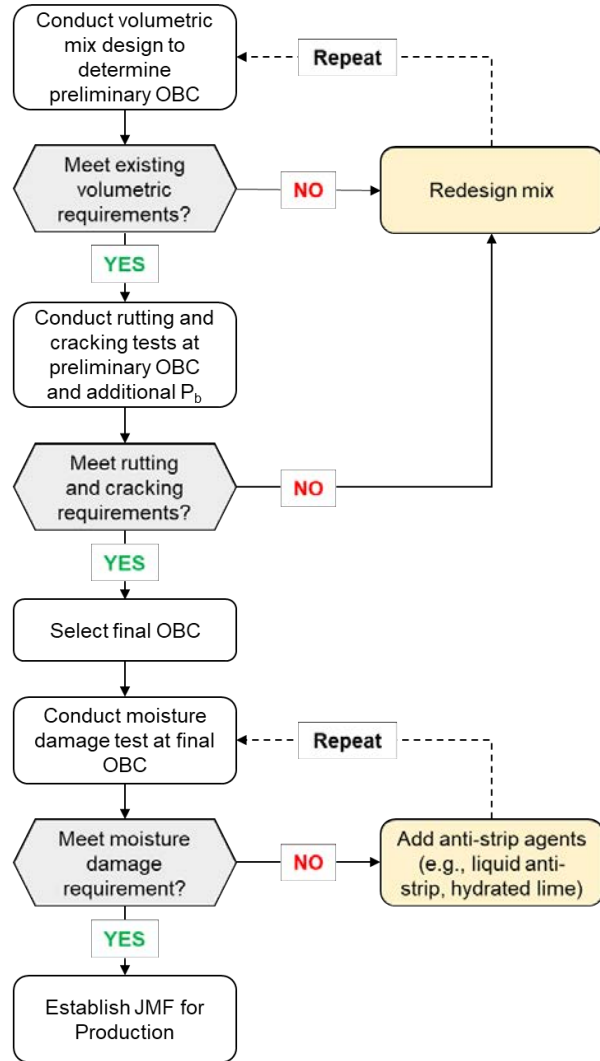 Conduct volumetric
mix design to
determine
preliminary OBC
Repeat
Meet existing
volumetric
requirements?
NO
Redesign mix
YES
Conduct rutting and
cracking tests at
preliminary OBC
and additional P_b
Meet rutting
and cracking
requirements?
NO
YES
Select final OBC
Conduct moisture
damage test at final
OBC
Repeat
Meet moisture
damage
requirement?
NO
Add anti-strip agents
(e.g., liquid anti-
strip, hydrated lime)
YES
Establish JMF for
Production